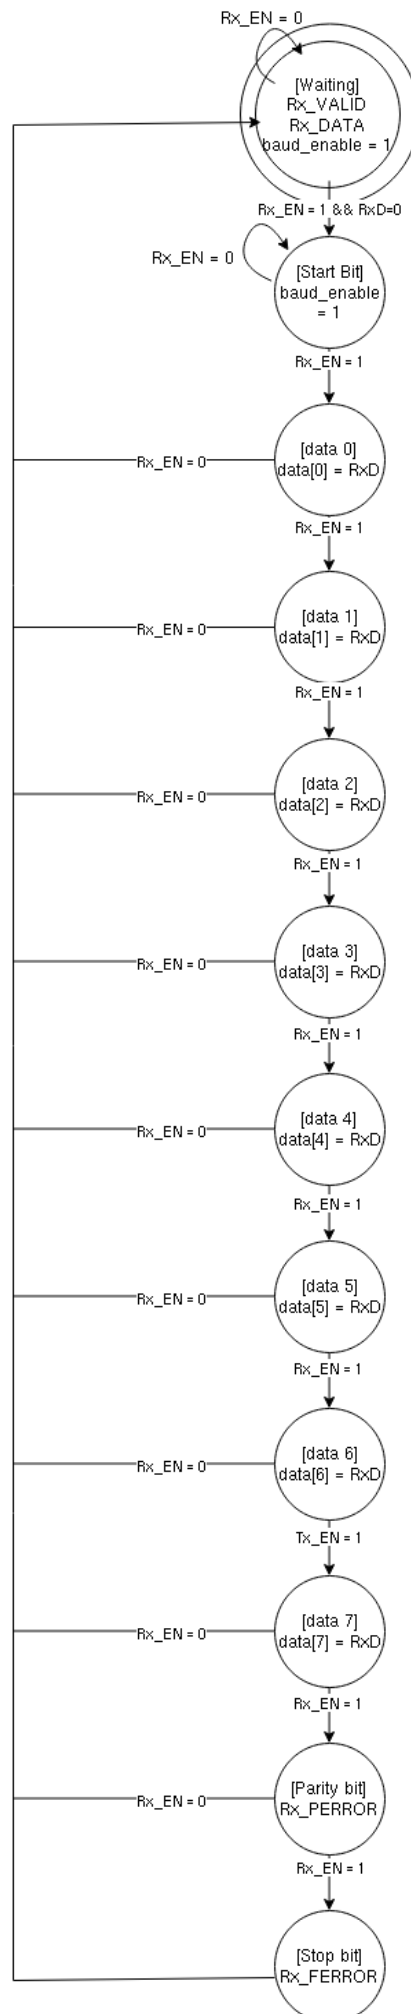 Rx_EN = 0
[Waiting]
Rx_VALID
Rx_DATA
baud_enable = 1
Rx_EN = 1 && RxD=0
Rx_EN = 0
[Start Bit]
baud_enable
= 1
Rx_EN = 1
[data 0]
data[0] = RxD
Rx_EN = 0
Rx_EN = 1
[data 1]
data[1] = RxD
Rx_EN = 0
Rx_EN = 1
[data 2]
data[2] = RxD
Rx_EN = 0
Rx_EN = 1
[data 3]
data[3] = RxD
Rx_EN = 0
Rx_EN = 1
[data 4]
data[4] = RxD
Rx_EN = 0
Rx_EN = 1
[data 5]
data[5] = RxD
Rx_EN = 0
Rx_EN = 1
[data 6]
data[6] = RxD
Rx_EN = 0
Tx_EN = 1
[data 7]
data[7] = RxD
Rx_EN = 0
Rx_EN = 1
[Parity bit]
Rx_PERROR
Rx_EN = 0
Rx_EN = 1
[Stop bit]
Rx_FERROR